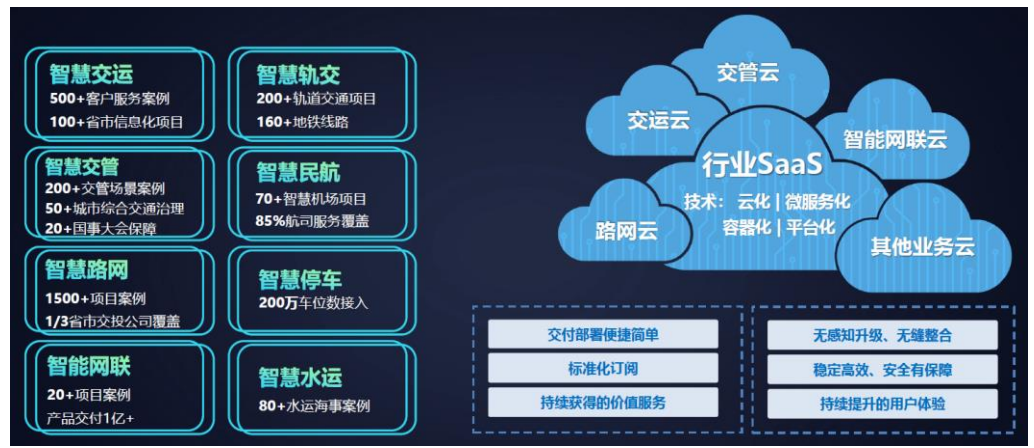 智慧交运
500+客户服务案例
100+省市信息化项目
智慧轨交
200+轨道交通项目
160+地铁线路
智慧交管
200+交管场景案例
50+城市综合交通治理
20+国事大会保障
智慧民航
70+智慧机场项目
85%航司服务覆盖
智慧路网
1500+项目案例
1/3省市交投公司覆盖
智慧停车
200万车位数接入
智能网联
20+项目案例
产品交付1亿+
智慧水运
80+水运海事案例
交管云
交运云
智能网联云
行业SaaS
技术： 云化 | 微服务化
容器化 | 平台化
路网云
其他业务云
交付部署便捷简单
标准化订阅
持续获得的价值服务
无感知升级、无缝整合
稳定高效、安全有保障
持续提升的用户体验